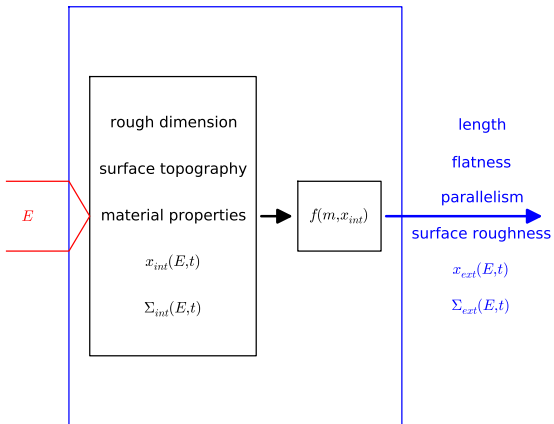 E
rough dimension
surface topography
material properties
x_int(E,t)
Σ_int(E,t)
f(m,x_int)
length
flatness
parallelism
surface roughness
x_ext(E,t)
Σ_ext(E,t)